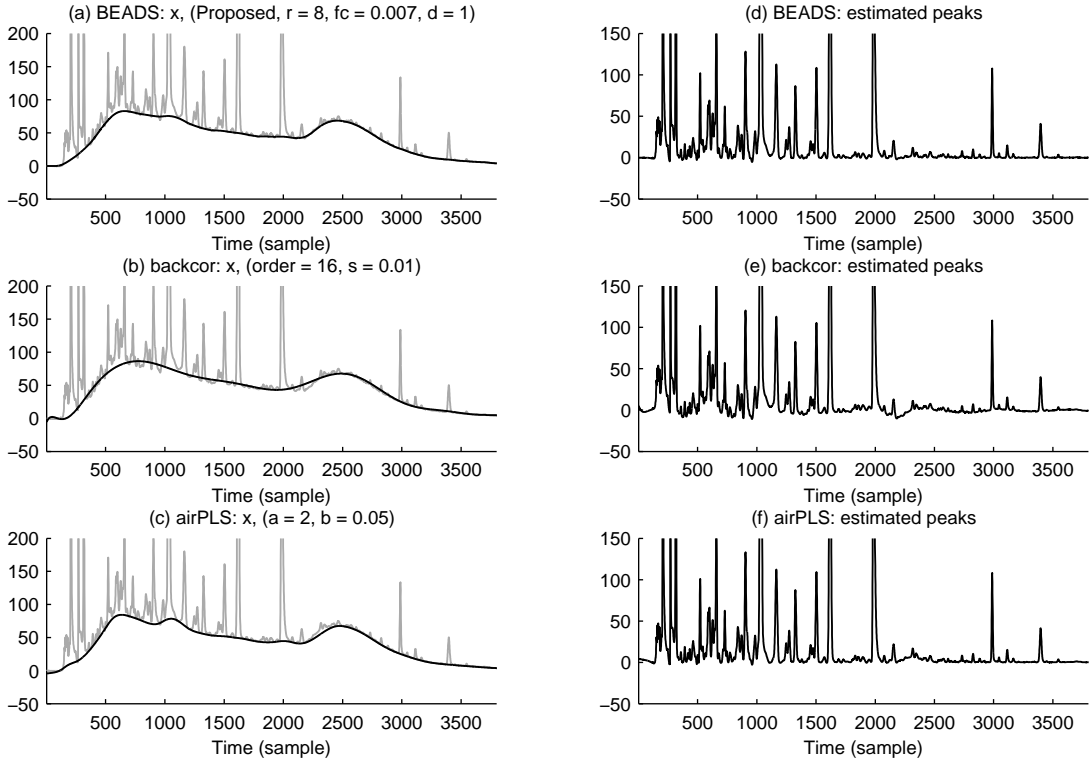 (a) BEADS: x, (Proposed, r = 8, fc = 0.007, d = 1)
200
150
100
50
0
−50
500 1000 1500 2000 2500 3000 3500
Time (sample)
(d) BEADS: estimated peaks
150
100
50
0
−50
500 1000 1500 2000 2500 3000 3500
Time (sample)
(b) backcor: x, (order = 16, s = 0.01)
200
150
100
50
0
−50
500 1000 1500 2000 2500 3000 3500
Time (sample)
(e) backcor: estimated peaks
150
100
50
0
−50
500 1000 1500 2000 2500 3000 3500
Time (sample)
(c) airPLS: x, (a = 2, b = 0.05)
200
150
100
50
0
−50
500 1000 1500 2000 2500 3000 3500
Time (sample)
(f) airPLS: estimated peaks
150
100
50
0
−50
500 1000 1500 2000 2500 3000 3500
Time (sample)